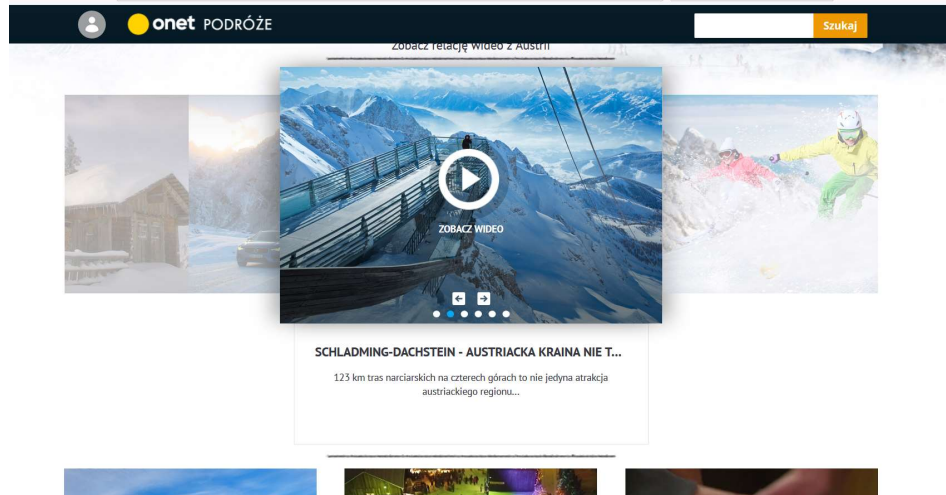 onet PODRÓŻE
Szukaj
Zobacz relację wideo z Austrii
ZOBACZ WIDEO
SCHLADMING-DACHSTEIN - AUSTRIACKA KRAINA NIE T...
123 km tras narciarskich na czterech górach to nie jedyna atrakcja
austriackiego regionu...